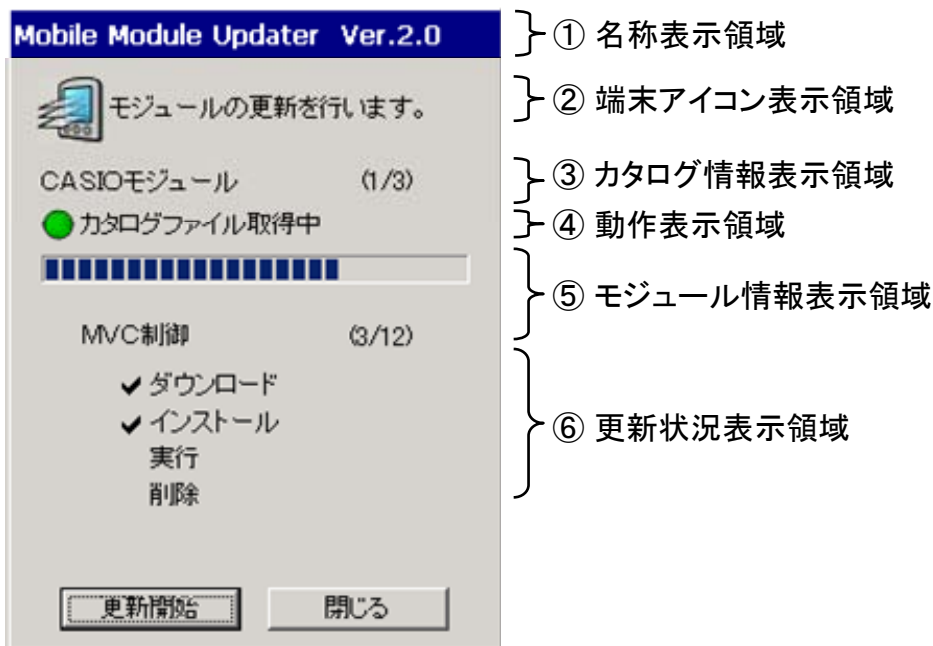 Mobile Module Updater Ver.2.0
① 名称表示領域
モジュールの更新を行います。
② 端末アイコン表示領域
CASIOモジュール (1/3)
③ カタログ情報表示領域
カタログファイル取得中
④ 動作表示領域
⑤ モジュール情報表示領域
MVC制御 (3/12)
✔ダウンロード
✔インストール
⑥ 更新状況表示領域
実行
削除
更新開始 閉じる